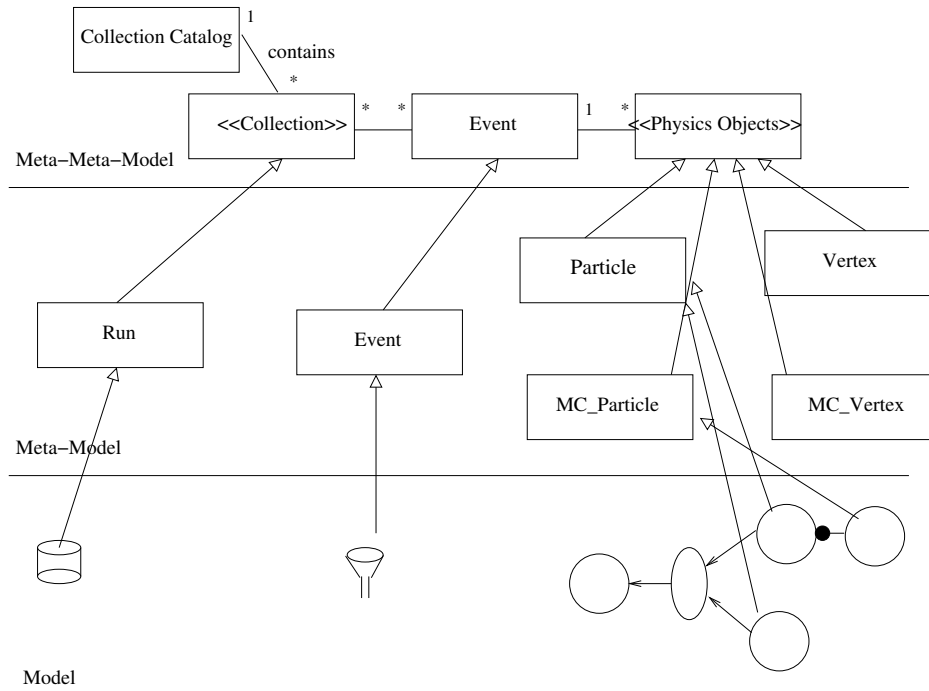 1
Collection Catalog
contains
*
<<Collection>>
*
*
Event
1
*
<<Physics Objects>>
Meta−Meta−Model
Particle
Vertex
Run
Event
MC_Particle
MC_Vertex
Meta−Model
Model